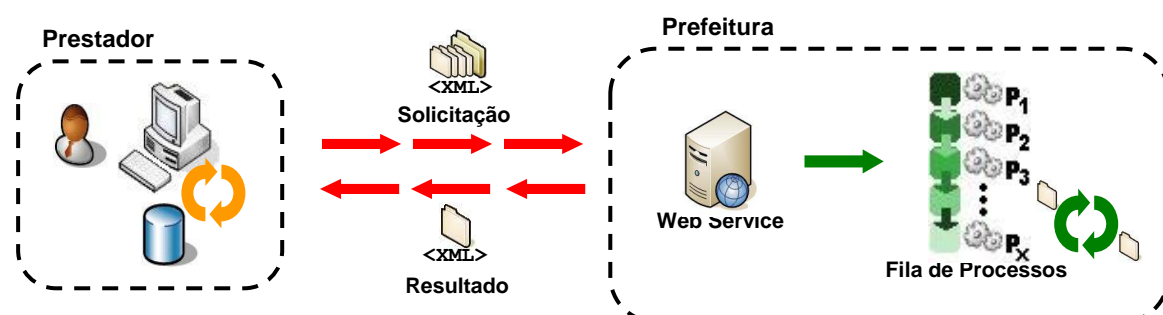 Prestador
Prefeitura
<XML>
Solicitação
<XML>
Resultado
Web Service
P1
P2
P3
PX
Fila de Processos